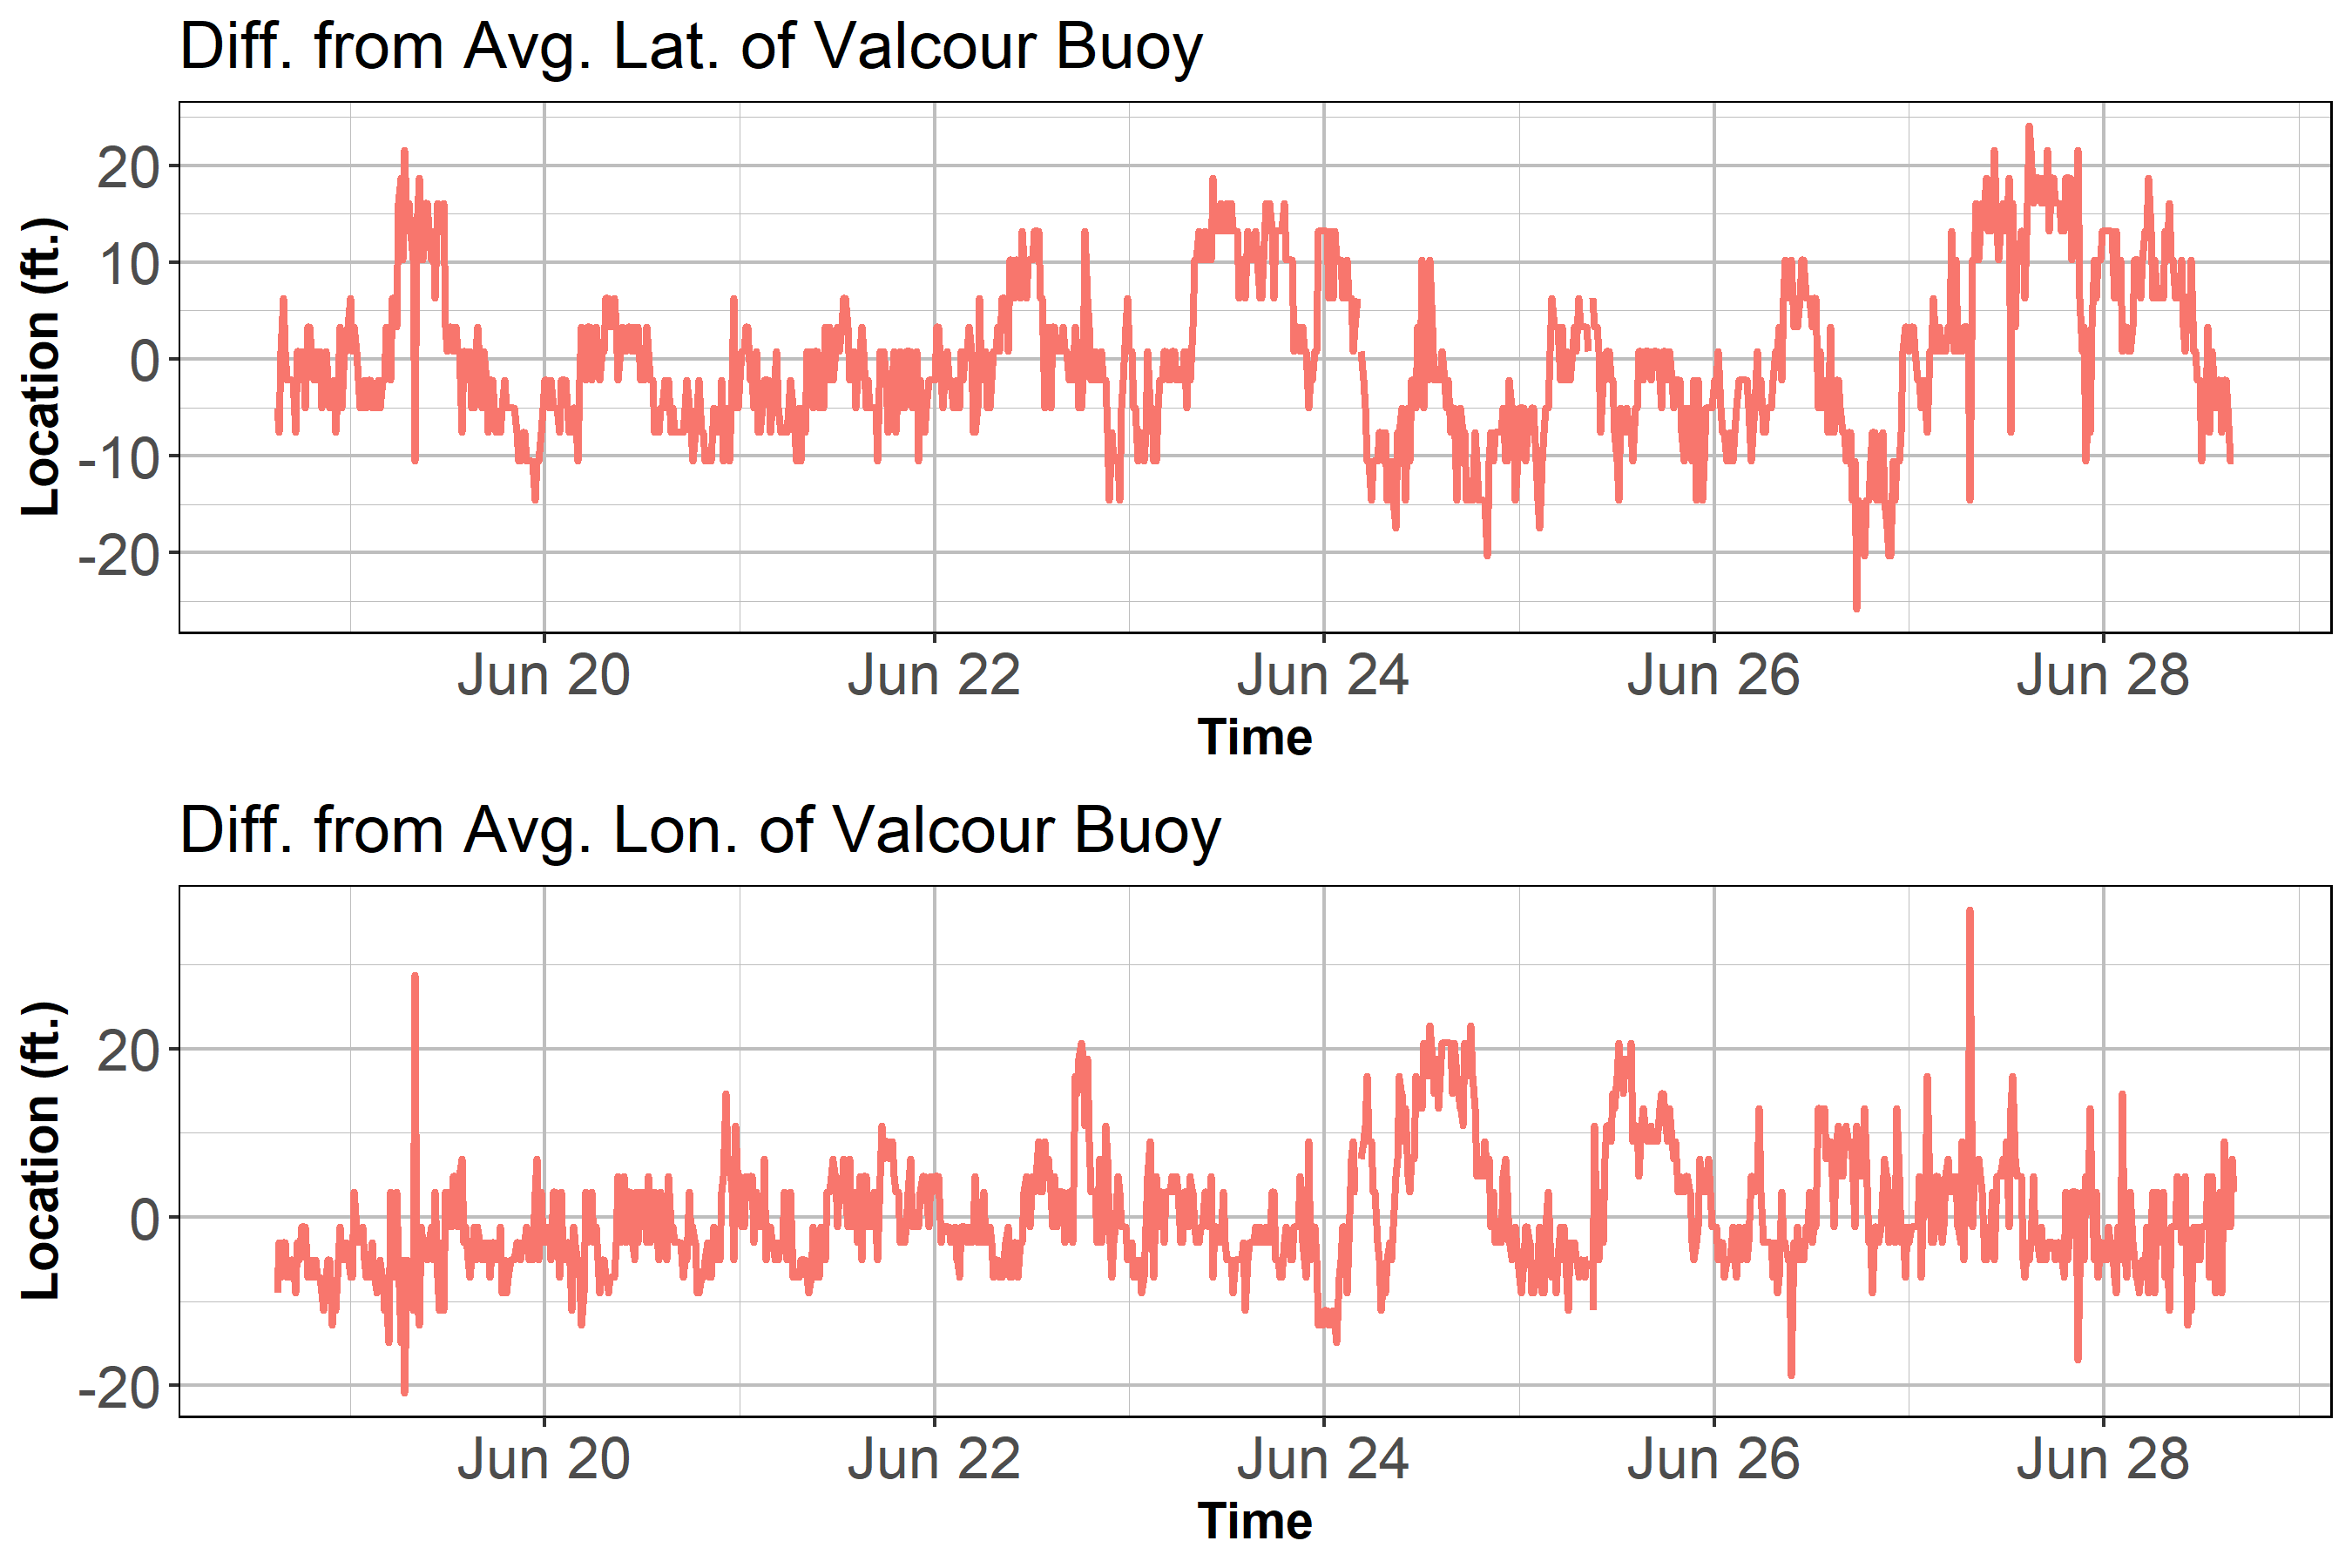 Diff. from Avg. Lat. of Valcour Buoy
Location (ft.)
20
10
0
-10
-20
Jun 20 Jun 22 Jun 24 Jun 26 Jun 28
Time
Diff. from Avg. Lon. of Valcour Buoy
Location (ft.)
20
0
-20
Jun 20 Jun 22 Jun 24 Jun 26 Jun 28
Time